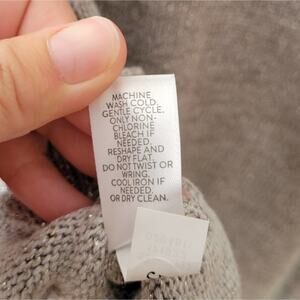 MACHINE
WASH COLD,
GENTLE CYCLE.
ONLY NON-
CHLORINE
BLEACH IF
NEEDED.
RESHAPE AND
DRY FLAT.
DO NOT TWIST OR
WRING.
COOL IRON IF
NEEDED.
OR DRY CLEAN.